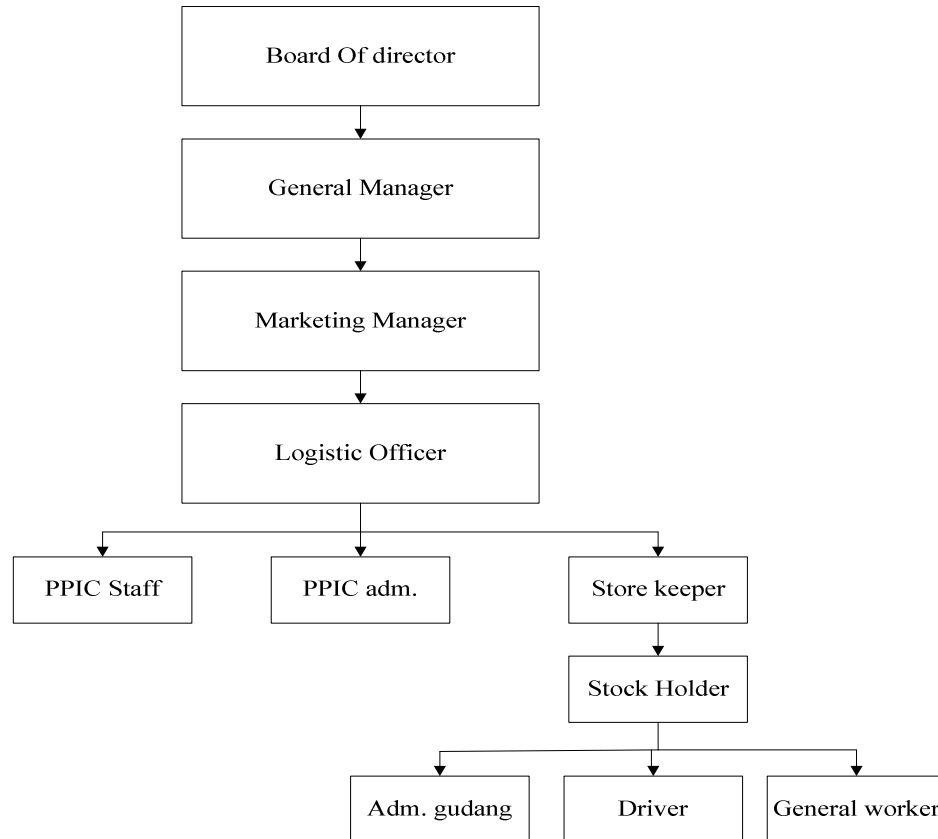 Board Of director
General Manager
Marketing Manager
Logistic Officer
PPIC Staff
PPIC adm.
Store keeper
Stock Holder
Adm. gudang
Driver
General worker